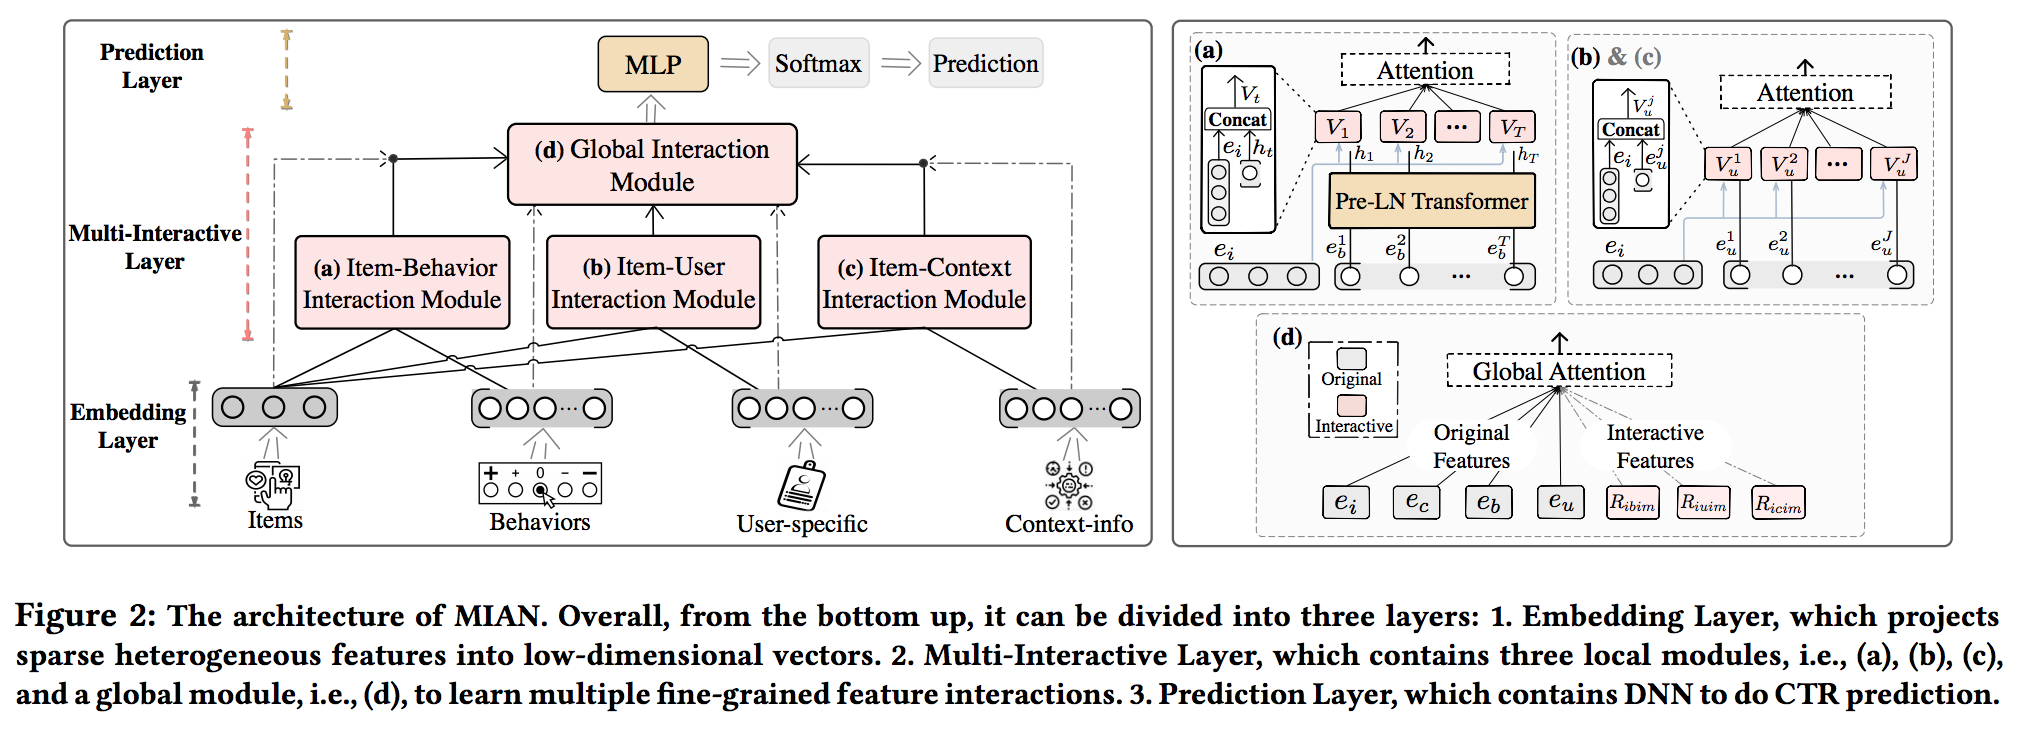 Prediction
Layer
MLP
Softmax
Prediction
(d) Global Interaction
Module
Multi-Interactive
Layer
(a) Item-Behavior
Interaction Module
(b) Item-User
Interaction Module
(c) Item-Context
Interaction Module
Embedding
Layer
...
...
...
+ + 0 − −
Items
Behaviors
User-specific
Context-info
(a)
Attention
V_t
Concat
e_i h_t
V_1 V_2 ... V_T
h_1 h_2 h_T
Pre-LN Transformer
e_i e_b^1 e_b^2 e_b^T
...
(b) & (c)
Attention
V_u^j
Concat
e_i e_u^j
V_u^1 V_u^2 ... V_u^J
e_i e_u^1 e_u^2 e_u^J
...
(d)
Original
Interactive
Global Attention
Original
Features
Interactive
Features
e_i e_c e_b e_u R_ibim R_iuim R_icim
Figure 2: The architecture of MIAN. Overall, from the bottom up, it can be divided into three layers: 1. Embedding Layer, which projects
sparse heterogeneous features into low-dimensional vectors. 2. Multi-Interactive Layer, which contains three local modules, i.e., (a), (b), (c),
and a global module, i.e., (d), to learn multiple fine-grained feature interactions. 3. Prediction Layer, which contains DNN to do CTR prediction.